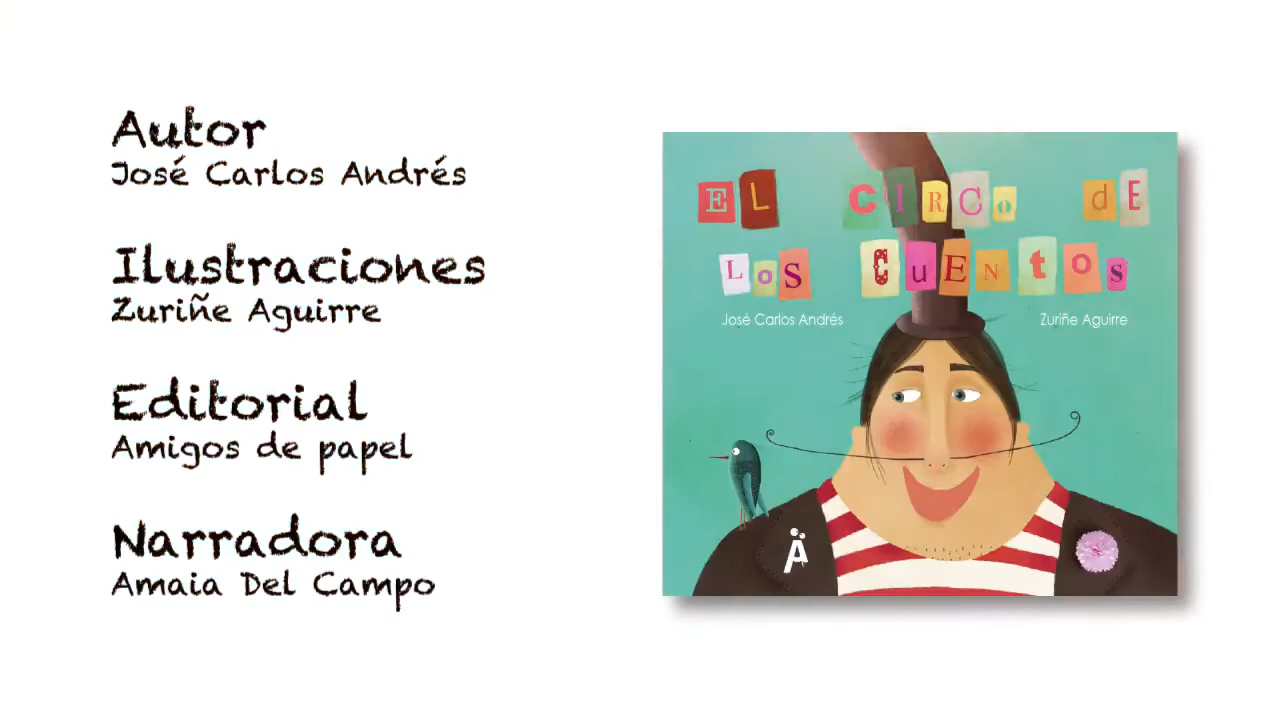 Autor
José Carlos Andrés
Ilustraciones
Zuriñe Aguirre
Editorial
Amigos de papel
Narradora
Amaia Del Campo
EL CIRCo dE
LoS CuENtoS
José Carlos Andrés Zuriñe Aguirre
Ä